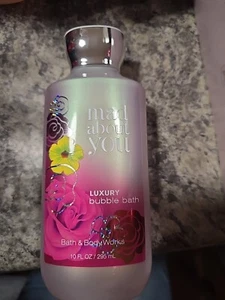 mad
about
you
LUXURY
bubble bath
Bath & Body Works
10 FL OZ / 295 mL